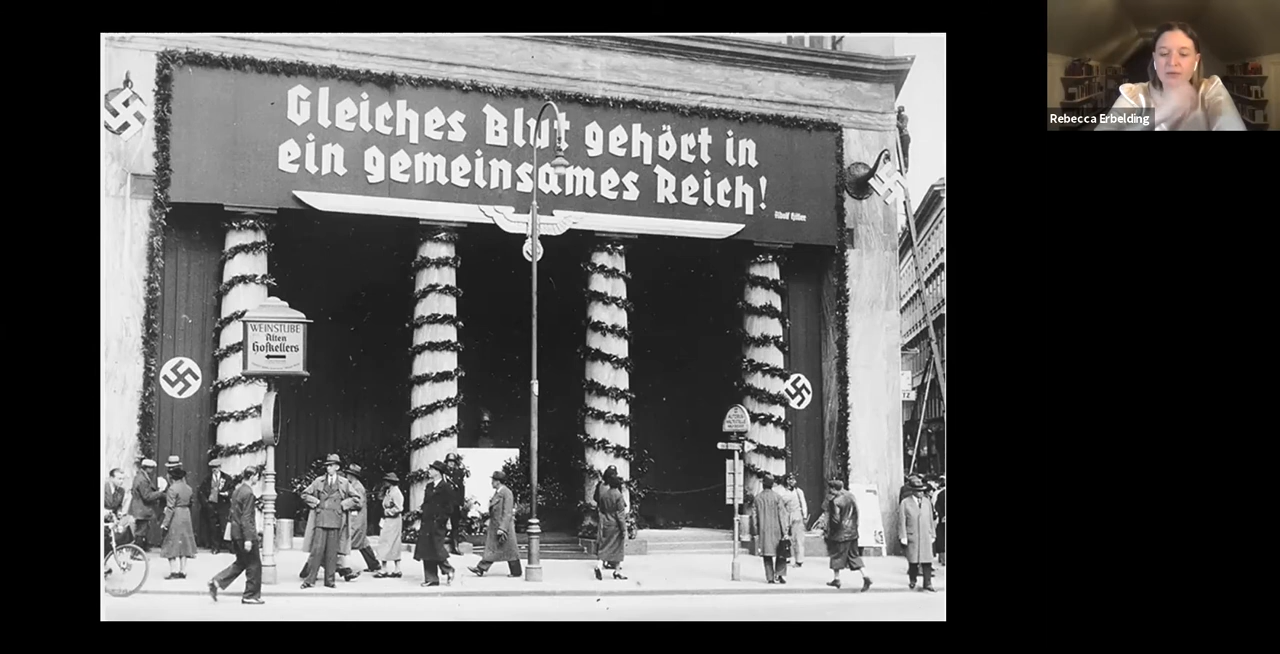 Gleiches Blut gehört in
ein gemeinsames Reich!
Adolf Hitler
WEINSTUBE
Alten
Hofkellers
Rebecca Erbelding